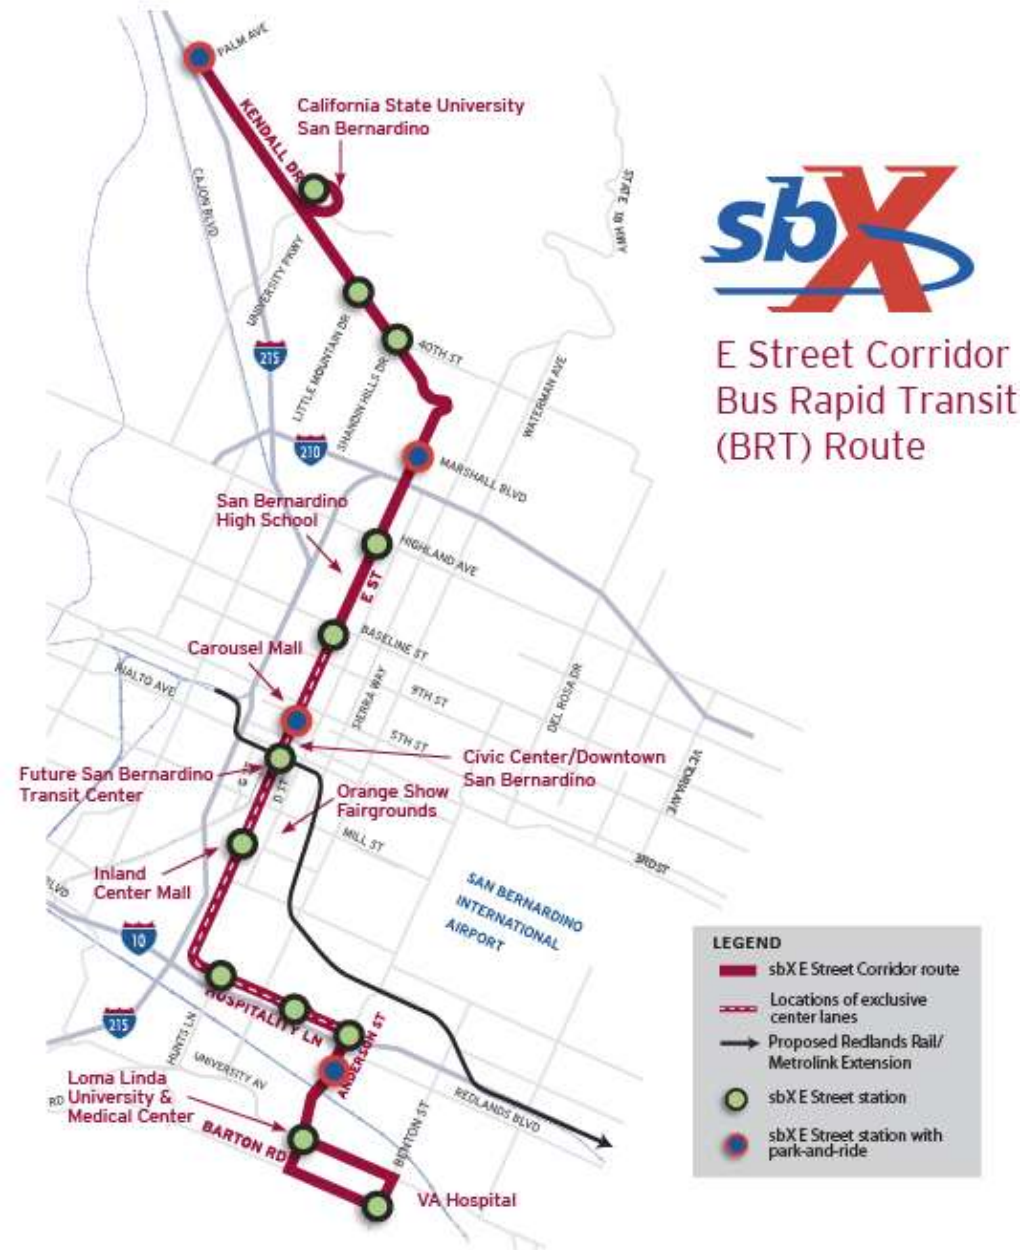 PALM AVE
KENDALL DR
California State University
San Bernardino
CAJON BLVD
STATE 18 HWY
sbX
E Street Corridor
Bus Rapid Transit
(BRT) Route
UNIVERSITY PKWY
215
LITTLE MOUNTAIN DR
SHANDIN HILLS DR
40TH ST
WATERMAN AVE
210
MARSHALL BLVD
San Bernardino
High School
HIGHLAND AVE
E ST
BASELINE ST
Carousel Mall
RIALTO AVE
SIERRA WAY
9TH ST
DEL ROSA DR
5TH ST
VICTORIA AVE
Civic Center/Downtown
San Bernardino
Future San Bernardino
Transit Center
G ST
D ST
Orange Show
Fairgrounds
MILL ST
3RD ST
Inland
Center Mall
BLVD
SAN BERNARDINO
INTERNATIONAL
AIRPORT
10
HOSPITALITY LN
215
HUNTS LN
ANDERSON ST
UNIVERSITY AV
REDLANDS BLVD
Loma Linda
University &
Medical Center
RD
BARTON RD
BENTON ST
VA Hospital
LEGEND
sbX E Street Corridor route
Locations of exclusive
center lanes
Proposed Redlands Rail/
Metrolink Extension
sbX E Street station
sbX E Street station with
park-and-ride